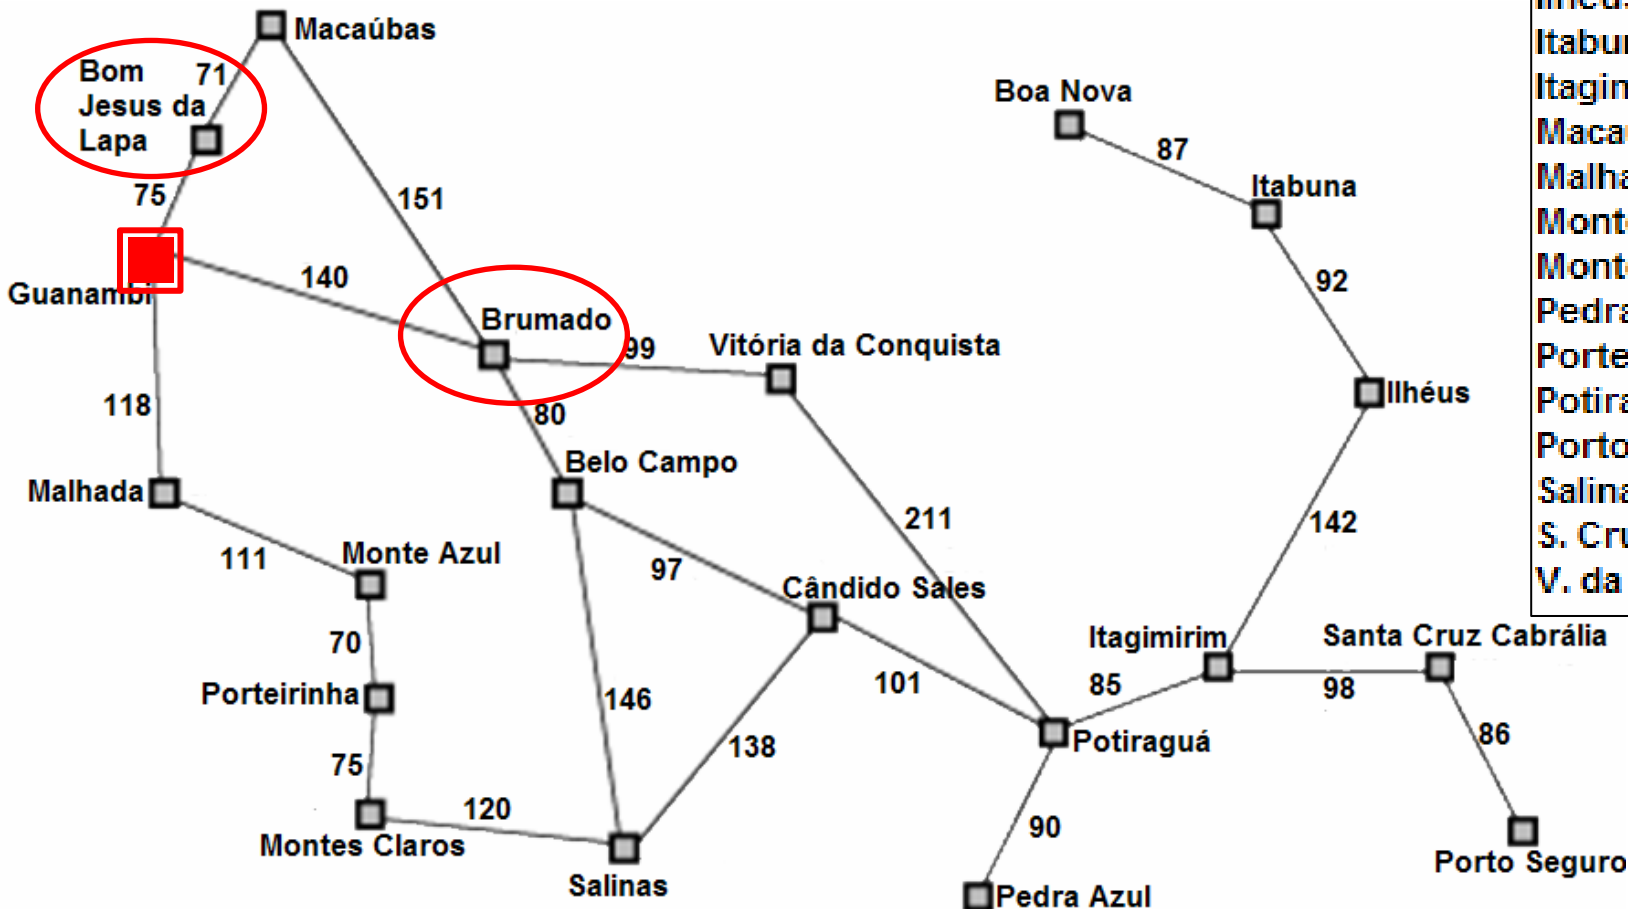 Macaúbas
Bom
Jesus da
Lapa
71
75
151
Guanambi
140
Brumado
99
Vitória da Conquista
118
80
Belo Campo
Malhada
111
Monte Azul
97
211
Cândido Sales
70
Porteirinha
146
101
138
75
120
Montes Claros
Salinas
Boa Nova
87
Itabuna
92
Ilhéus
142
Itagimirim
Santa Cruz Cabrália
85
98
Potiraguá
86
90
Porto Seguro
Pedra Azul
Itabu
Itagi
Maca
Malha
Mont
Mont
Pedra
Porte
Potira
Porto
Salina
S. Cru
V. da